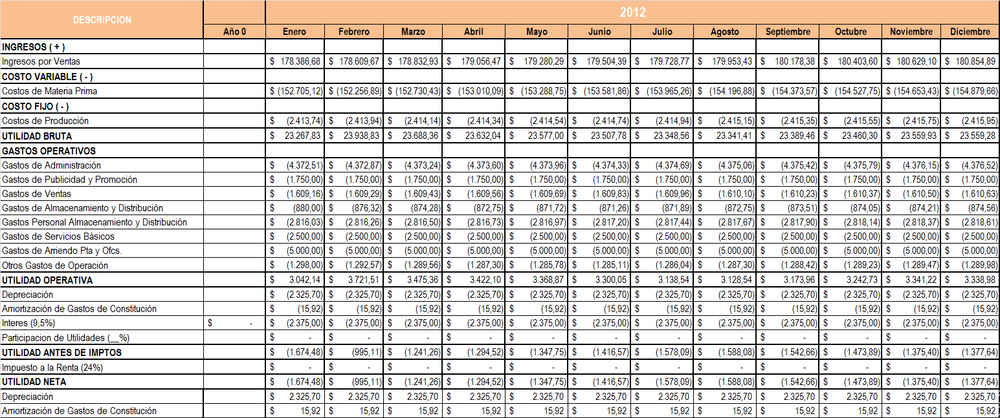 DESCRIPCION 2012
Año 0 Enero Febrero Marzo Abril Mayo Junio Julio Agosto Septiembre Octubre Noviembre Diciembre
INGRESOS ( + )
Ingresos por Ventas $ 178.386,68 $ 178.609,67 $ 178.832,93 $ 179.056,47 $ 179.280,29 $ 179.504,39 $ 179.728,77 $ 179.953,43 $ 180.178,38 $ 180.403,60 $ 180.629,10 $ 180.854,89
COSTO VARIABLE ( - )
Costos de Materia Prima $ (152.705,12) $ (152.256,89) $ (152.730,43) $ (153.010,09) $ (153.288,75) $ (153.581,86) $ (153.965,26) $ (154.196,88) $ (154.373,57) $ (154.527,75) $ (154.653,43) $ (154.879,66)
COSTO FIJO ( - )
Costos de Producción $ (2.413,74) $ (2.413,94) $ (2.414,14) $ (2.414,34) $ (2.414,54) $ (2.414,74) $ (2.414,94) $ (2.415,15) $ (2.415,35) $ (2.415,55) $ (2.415,75) $ (2.415,95)
UTILIDAD BRUTA $ 23.267,83 $ 23.938,83 $ 23.688,36 $ 23.632,04 $ 23.577,00 $ 23.507,78 $ 23.348,56 $ 23.341,41 $ 23.389,46 $ 23.460,30 $ 23.559,93 $ 23.559,28
GASTOS OPERATIVOS
Gastos de Administración $ (4.372,51) $ (4.372,87) $ (4.373,24) $ (4.373,60) $ (4.373,96) $ (4.374,33) $ (4.374,69) $ (4.375,06) $ (4.375,42) $ (4.375,79) $ (4.376,15) $ (4.376,52)
Gastos de Publicidad y Promoción $ (1.750,00) $ (1.750,00) $ (1.750,00) $ (1.750,00) $ (1.750,00) $ (1.750,00) $ (1.750,00) $ (1.750,00) $ (1.750,00) $ (1.750,00) $ (1.750,00) $ (1.750,00)
Gastos de Ventas $ (1.609,16) $ (1.609,29) $ (1.609,43) $ (1.609,56) $ (1.609,69) $ (1.609,83) $ (1.609,96) $ (1.610,10) $ (1.610,23) $ (1.610,37) $ (1.610,50) $ (1.610,63)
Gastos de Almacenamiento y Distribución $ (880,00) $ (876,32) $ (874,28) $ (872,75) $ (871,72) $ (871,26) $ (871,89) $ (872,75) $ (873,51) $ (874,05) $ (874,21) $ (874,56)
Gastos Personal Almacenamiento y Distribución $ (2.816,03) $ (2.816,26) $ (2.816,50) $ (2.816,73) $ (2.816,97) $ (2.817,20) $ (2.817,44) $ (2.817,67) $ (2.817,90) $ (2.818,14) $ (2.818,37) $ (2.818,61)
Gastos de Servicios Básicos $ (2.500,00) $ (2.500,00) $ (2.500,00) $ (2.500,00) $ (2.500,00) $ (2.500,00) $ (2.500,00) $ (2.500,00) $ (2.500,00) $ (2.500,00) $ (2.500,00) $ (2.500,00)
Gastos de Arriendo Pta y Ofcs. $ (5.000,00) $ (5.000,00) $ (5.000,00) $ (5.000,00) $ (5.000,00) $ (5.000,00) $ (5.000,00) $ (5.000,00) $ (5.000,00) $ (5.000,00) $ (5.000,00) $ (5.000,00)
Otros Gastos de Operación $ (1.298,00) $ (1.292,57) $ (1.289,56) $ (1.287,30) $ (1.285,78) $ (1.285,11) $ (1.286,04) $ (1.287,30) $ (1.288,42) $ (1.289,23) $ (1.289,47) $ (1.289,98)
UTILIDAD OPERATIVA $ 3.042,14 $ 3.721,51 $ 3.475,36 $ 3.422,10 $ 3.368,87 $ 3.300,05 $ 3.138,54 $ 3.128,54 $ 3.173,96 $ 3.242,73 $ 3.341,22 $ 3.338,98
Depreciación $ (2.325,70) $ (2.325,70) $ (2.325,70) $ (2.325,70) $ (2.325,70) $ (2.325,70) $ (2.325,70) $ (2.325,70) $ (2.325,70) $ (2.325,70) $ (2.325,70) $ (2.325,70)
Amortización de Gastos de Constitución $ (15,92) $ (15,92) $ (15,92) $ (15,92) $ (15,92) $ (15,92) $ (15,92) $ (15,92) $ (15,92) $ (15,92) $ (15,92) $ (15,92)
Interes (9,5%) $ - $ (2.375,00) $ (2.375,00) $ (2.375,00) $ (2.375,00) $ (2.375,00) $ (2.375,00) $ (2.375,00) $ (2.375,00) $ (2.375,00) $ (2.375,00) $ (2.375,00) $ (2.375,00)
Participacion de Utilidades (__%) $ - $ - $ - $ - $ - $ - $ - $ - $ - $ - $ - $ -
UTILIDAD ANTES DE IMPTOS $ (1.674,48) $ (995,11) $ (1.241,26) $ (1.294,52) $ (1.347,75) $ (1.416,57) $ (1.578,09) $ (1.588,08) $ (1.542,66) $ (1.473,89) $ (1.375,40) $ (1.377,64)
Impuesto a la Renta (24%) $ - $ - $ - $ - $ - $ - $ - $ - $ - $ - $ - $ -
UTILIDAD NETA $ (1.674,48) $ (995,11) $ (1.241,26) $ (1.294,52) $ (1.347,75) $ (1.416,57) $ (1.578,09) $ (1.588,08) $ (1.542,66) $ (1.473,89) $ (1.375,40) $ (1.377,64)
Depreciación $ 2.325,70 $ 2.325,70 $ 2.325,70 $ 2.325,70 $ 2.325,70 $ 2.325,70 $ 2.325,70 $ 2.325,70 $ 2.325,70 $ 2.325,70 $ 2.325,70 $ 2.325,70
Amortización de Gastos de Constitución $ 15,92 $ 15,92 $ 15,92 $ 15,92 $ 15,92 $ 15,92 $ 15,92 $ 15,92 $ 15,92 $ 15,92 $ 15,92 $ 15,92